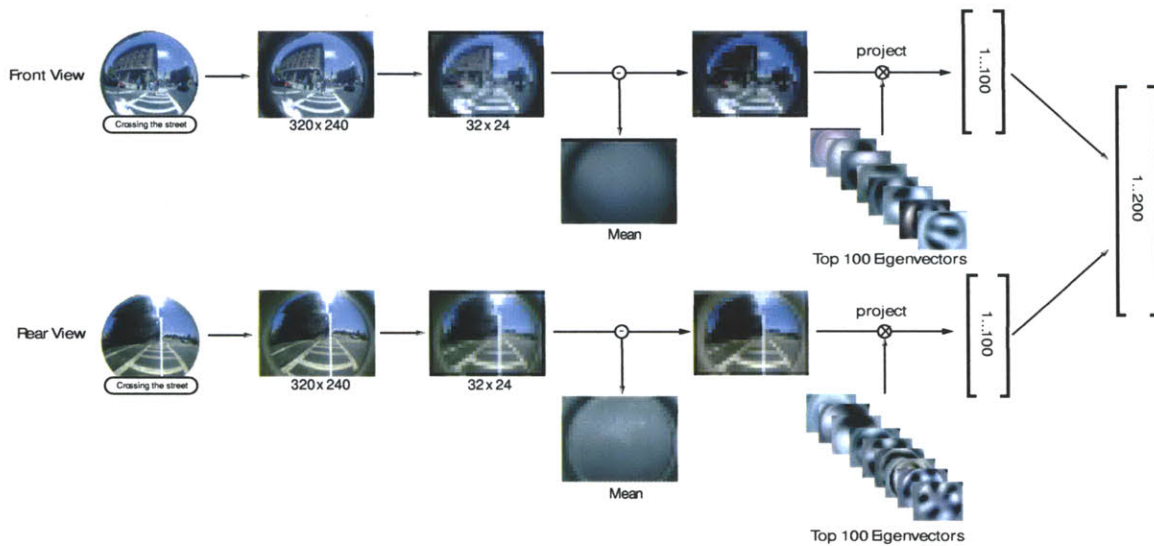 Front View
Crossing the street
320 x 240
32 x 24
-
Mean
project
Top 100 Eigenvectors
1...100
1...200
Rear View
Crossing the street
320 x 240
32 x 24
-
Mean
project
Top 100 Eigenvectors
1...100